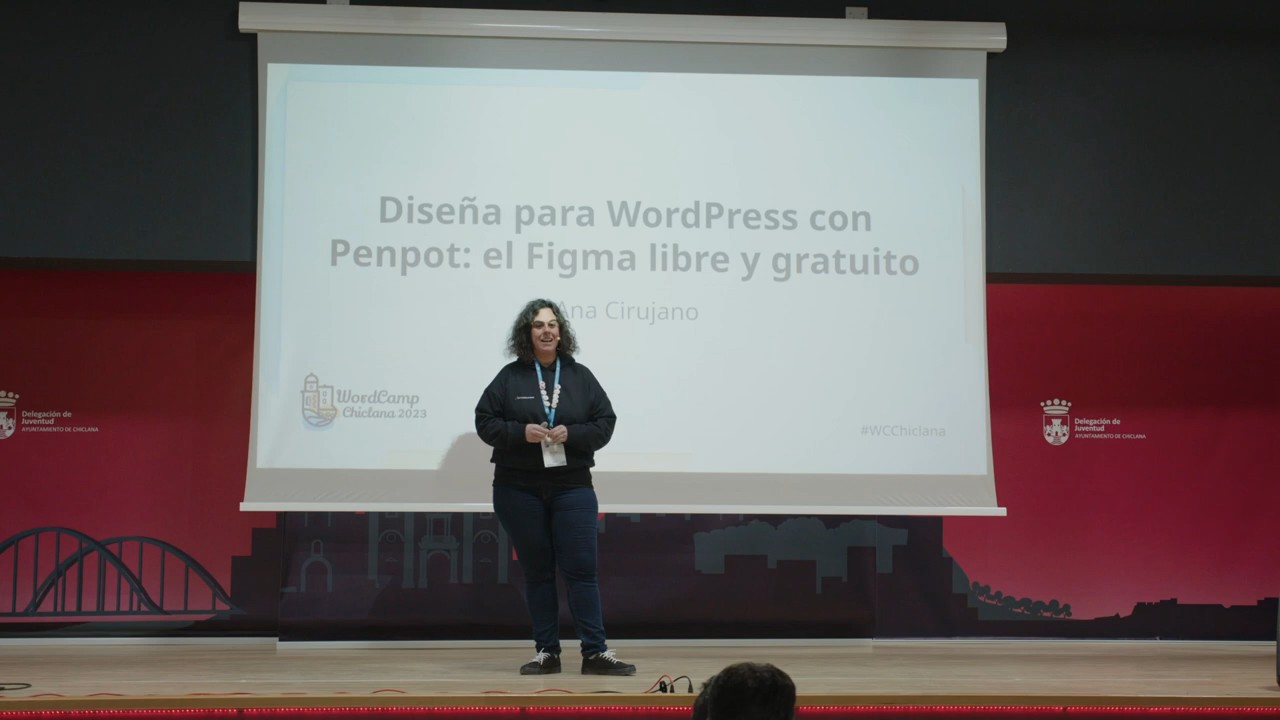 Diseña para WordPress con
Penpot: el Figma libre y gratuito
Ana Cirujano
WordCamp
Chiclana 2023
#WCChiclana
Delegación de
Juventud
AYUNTAMIENTO DE CHICLANA
Delegación de
Juventud
AYUNTAMIENTO DE CHICLANA